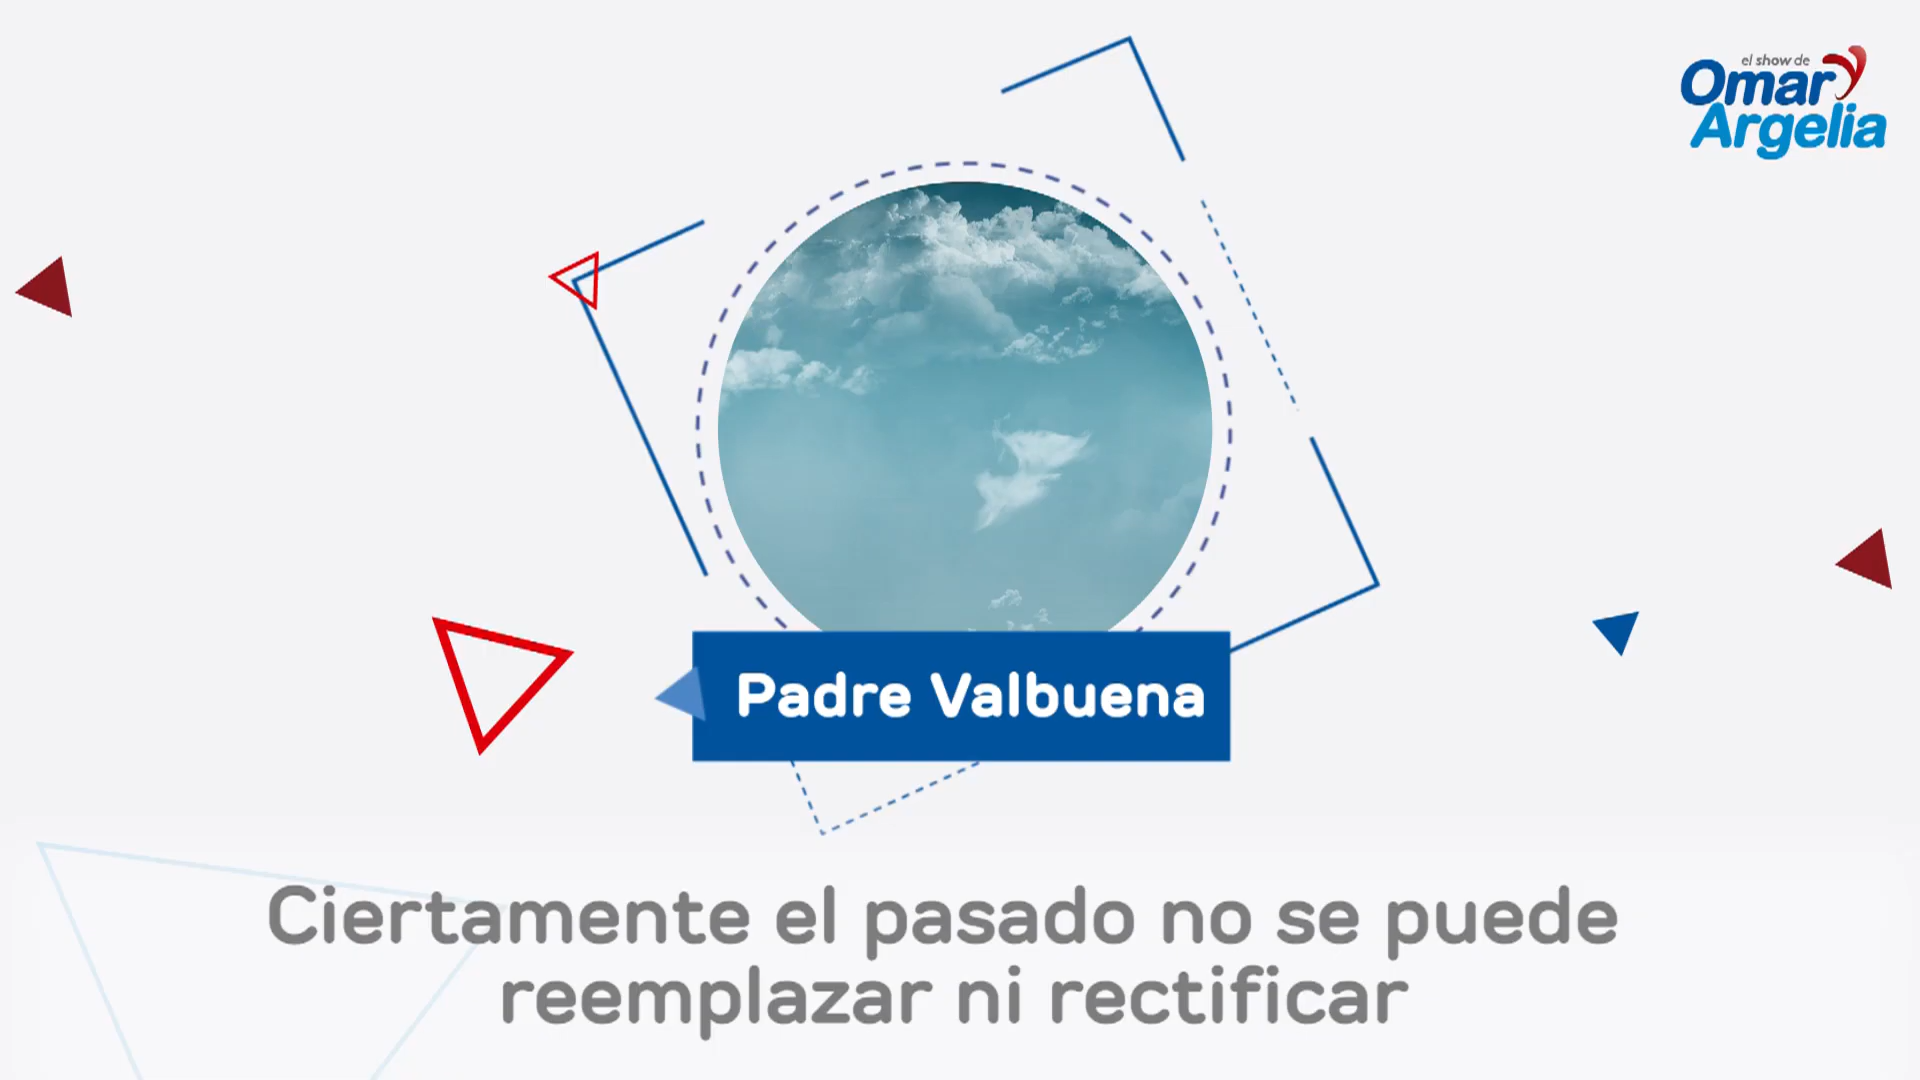 el show de
Omar y
Argelia
Padre Valbuena
Ciertamente el pasado no se puede
reemplazar ni rectificar